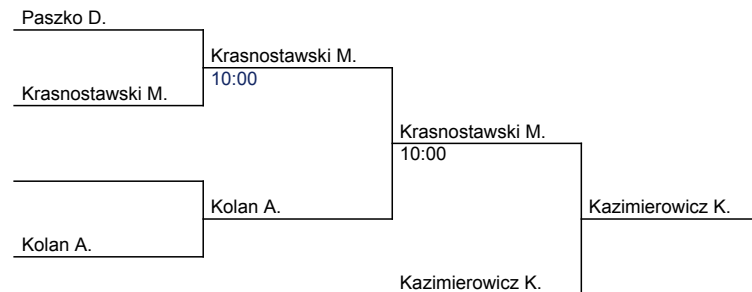 Paszko D.
Krasnostawski M.
10:00
Krasnostawski M.
Krasnostawski M.
10:00
Kolan A.
Kazimierowicz K.
Kolan A.
Kazimierowicz K.